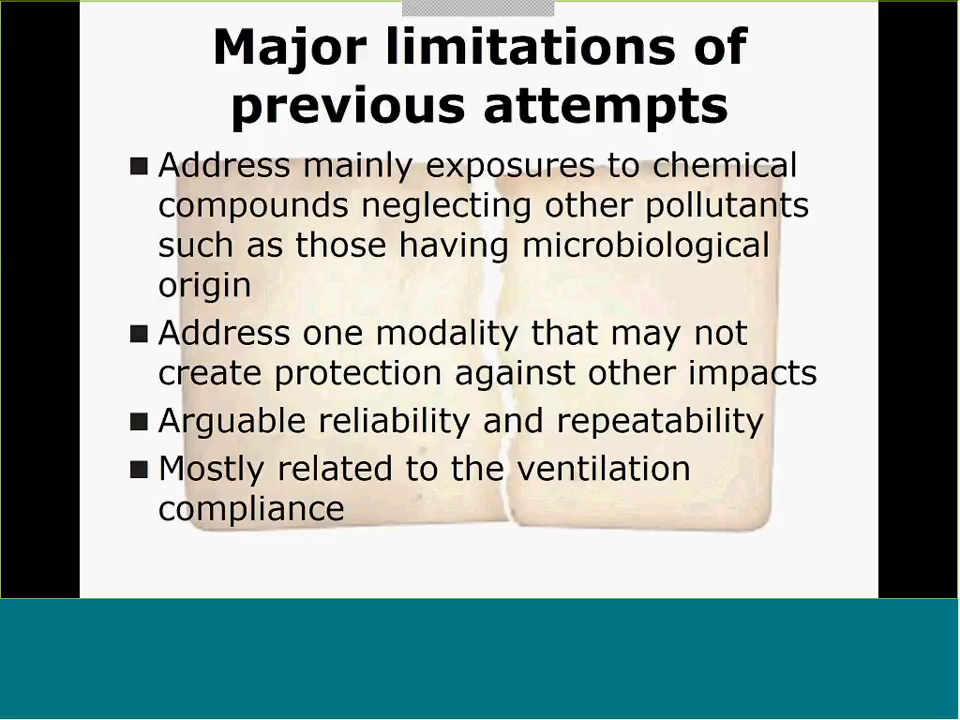 Major limitations of
previous attempts
■ Address mainly exposures to chemical
compounds neglecting other pollutants
such as those having microbiological
origin
■ Address one modality that may not
create protection against other impacts
■ Arguable reliability and repeatability
■ Mostly related to the ventilation
compliance